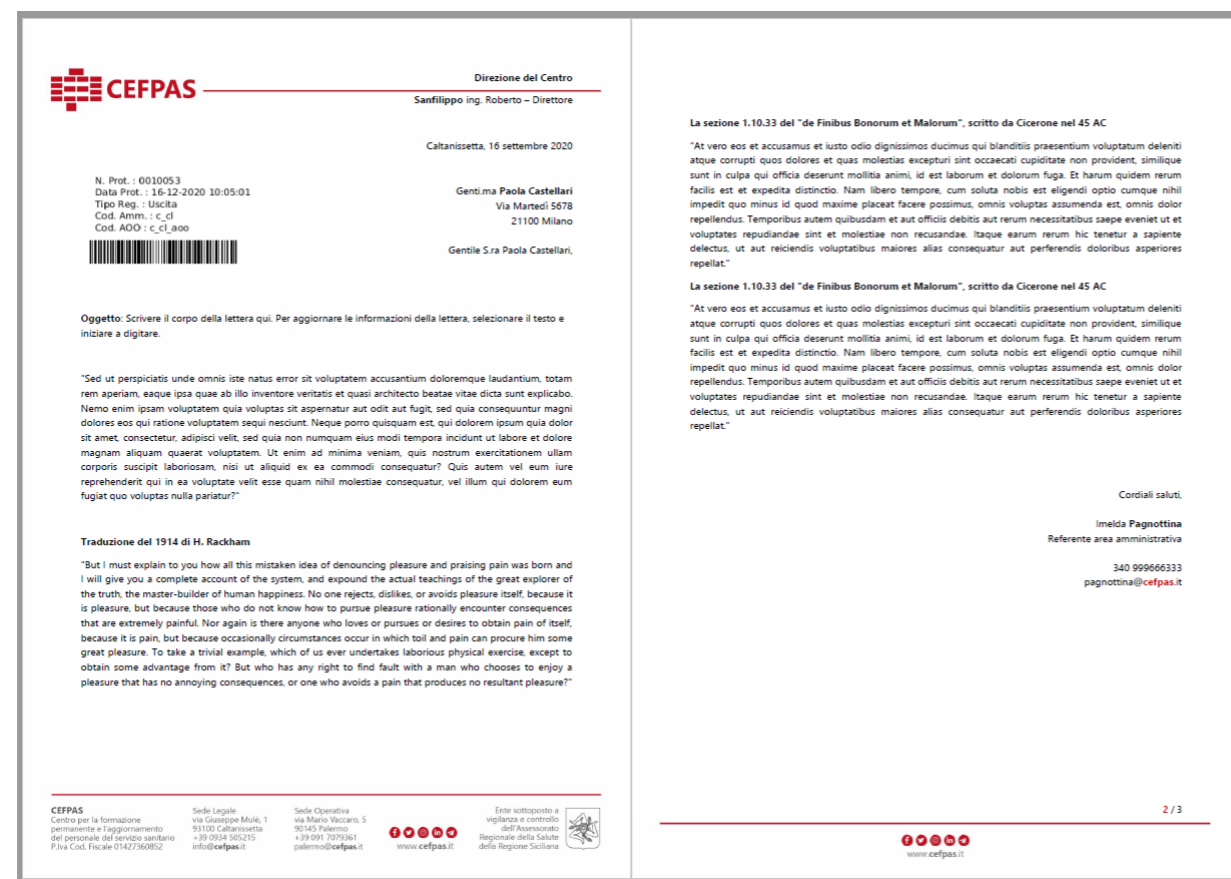 CEFPAS
Direzione del Centro
Sanfilippo ing. Roberto – Direttore
Caltanissetta, 16 settembre 2020
N. Prot. : 0010053
Data Prot. : 16-12-2020 10:05:01
Tipo Reg. : Uscita
Cod. Amm. : c_cl
Cod. AOO : c_cl_aoo
Genti.ma Paola Castellari
Via Martedì 5678
21100 Milano
Gentile S.ra Paola Castellari,
Oggetto: Scrivere il corpo della lettera qui. Per aggiornare le informazioni della lettera, selezionare il testo e
iniziare a digitare.
"Sed ut perspiciatis unde omnis iste natus error sit voluptatem accusantium doloremque laudantium, totam
rem aperiam, eaque ipsa quae ab illo inventore veritatis et quasi architecto beatae vitae dicta sunt explicabo.
Nemo enim ipsam voluptatem quia voluptas sit aspernatur aut odit aut fugit, sed quia consequuntur magni
dolores eos qui ratione voluptatem sequi nesciunt. Neque porro quisquam est, qui dolorem ipsum quia dolor
sit amet, consectetur, adipisci velit, sed quia non numquam eius modi tempora incidunt ut labore et dolore
magnam aliquam quaerat voluptatem. Ut enim ad minima veniam, quis nostrum exercitationem ullam
corporis suscipit laboriosam, nisi ut aliquid ex ea commodi consequatur? Quis autem vel eum iure
reprehenderit qui in ea voluptate velit esse quam nihil molestiae consequatur, vel illum qui dolorem eum
fugiat quo voluptas nulla pariatur?"
Traduzione del 1914 di H. Rackham
"But I must explain to you how all this mistaken idea of denouncing pleasure and praising pain was born and
I will give you a complete account of the system, and expound the actual teachings of the great explorer of
the truth, the master-builder of human happiness. No one rejects, dislikes, or avoids pleasure itself, because it
is pleasure, but because those who do not know how to pursue pleasure rationally encounter consequences
that are extremely painful. Nor again is there anyone who loves or pursues or desires to obtain pain of itself,
because it is pain, but because occasionally circumstances occur in which toil and pain can procure him some
great pleasure. To take a trivial example, which of us ever undertakes laborious physical exercise, except to
obtain some advantage from it? But who has any right to find fault with a man who chooses to enjoy a
pleasure that has no annoying consequences, or one who avoids a pain that produces no resultant pleasure?"
CEFPAS
Centro per la formazione
permanente e l'aggiornamento
del personale del servizio sanitario
P.Iva Cod. Fiscale 01427360852
Sede Legale
via Giuseppe Mulè, 1
93100 Caltanissetta
+39 0934 505215
info@cefpas.it
Sede Operativa
via Mario Vaccaro, 5
90145 Palermo
+39 091 7079361
palermo@cefpas.it
www.cefpas.it
Ente sottoposto a
vigilanza e controllo
dell'Assessorato
Regionale della Salute
della Regione Siciliana
La sezione 1.10.33 del "de Finibus Bonorum et Malorum", scritto da Cicerone nel 45 AC
"At vero eos et accusamus et iusto odio dignissimos ducimus qui blanditiis praesentium voluptatum deleniti
atque corrupti quos dolores et quas molestias excepturi sint occaecati cupiditate non provident, similique
sunt in culpa qui officia deserunt mollitia animi, id est laborum et dolorum fuga. Et harum quidem rerum
facilis est et expedita distinctio. Nam libero tempore, cum soluta nobis est eligendi optio cumque nihil
impedit quo minus id quod maxime placeat facere possimus, omnis voluptas assumenda est, omnis dolor
repellendus. Temporibus autem quibusdam et aut officiis debitis aut rerum necessitatibus saepe eveniet ut et
voluptates repudiandae sint et molestiae non recusandae. Itaque earum rerum hic tenetur a sapiente
delectus, ut aut reiciendis voluptatibus maiores alias consequatur aut perferendis doloribus asperiores
repellat."
La sezione 1.10.33 del "de Finibus Bonorum et Malorum", scritto da Cicerone nel 45 AC
"At vero eos et accusamus et iusto odio dignissimos ducimus qui blanditiis praesentium voluptatum deleniti
atque corrupti quos dolores et quas molestias excepturi sint occaecati cupiditate non provident, similique
sunt in culpa qui officia deserunt mollitia animi, id est laborum et dolorum fuga. Et harum quidem rerum
facilis est et expedita distinctio. Nam libero tempore, cum soluta nobis est eligendi optio cumque nihil
impedit quo minus id quod maxime placeat facere possimus, omnis voluptas assumenda est, omnis dolor
repellendus. Temporibus autem quibusdam et aut officiis debitis aut rerum necessitatibus saepe eveniet ut et
voluptates repudiandae sint et molestiae non recusandae. Itaque earum rerum hic tenetur a sapiente
delectus, ut aut reiciendis voluptatibus maiores alias consequatur aut perferendis doloribus asperiores
repellat."
Cordiali saluti,
Imelda Pagnottina
Referente area amministrativa
340 999666333
pagnottina@cefpas.it
2 / 3
www.cefpas.it